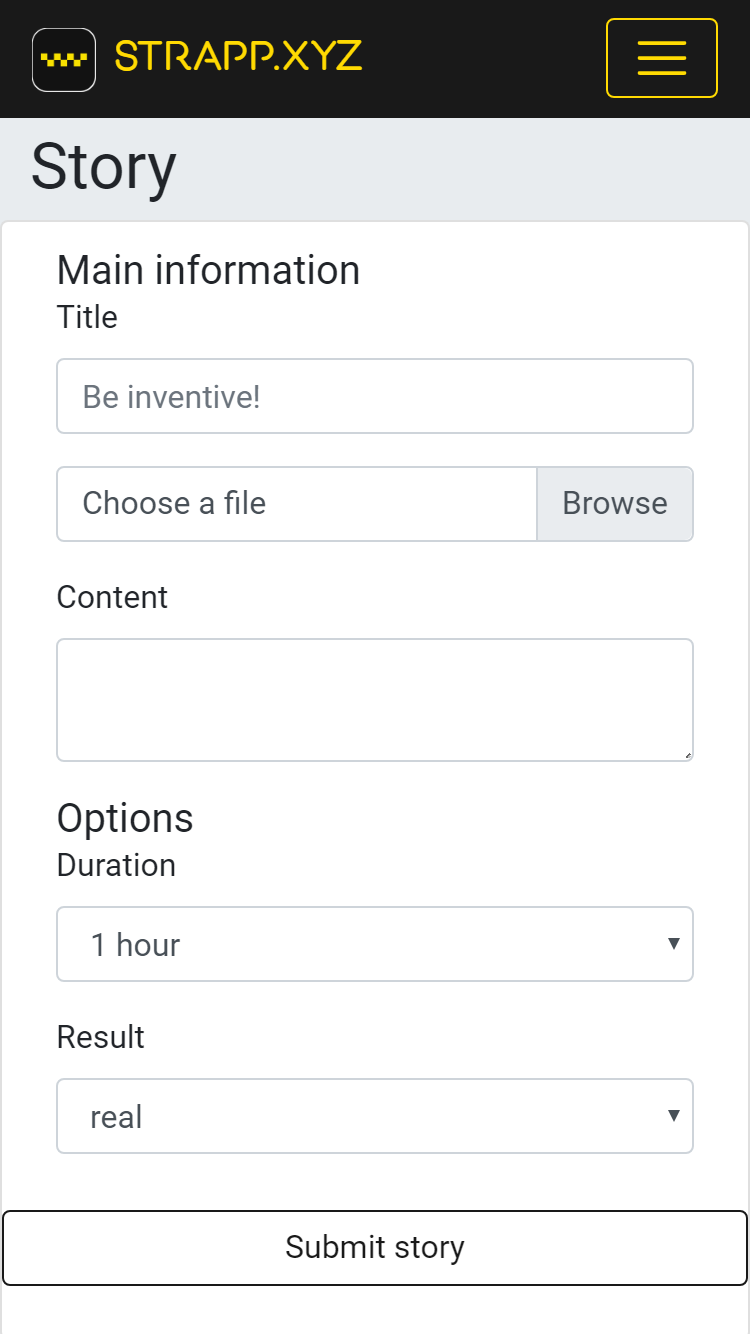 STRAPP.XYZ
Story
Main information
Title
Be inventive!
Choose a file Browse
Content
Options
Duration
1 hour
Result
real
Submit story